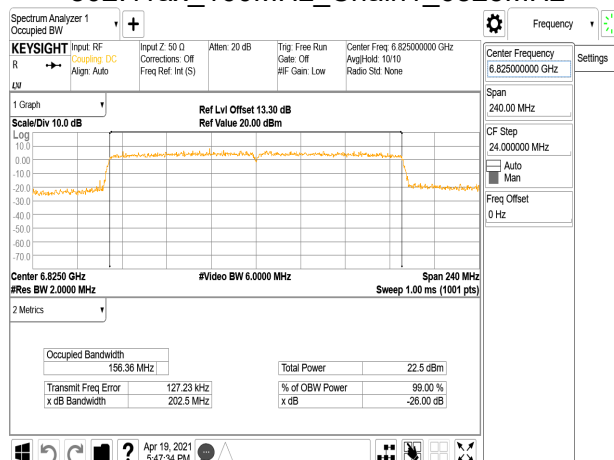 Spectrum Analyzer 1
Occupied BW
Frequency
KEYSIGHT
R
Input: RF
Coupling: DC
Align: Auto
Input Z: 50 Ω
Corrections: Off
Freq Ref: Int (S)
Atten: 20 dB
Trig: Free Run
Gate: Off
#IF Gain: Low
Center Freq: 6.825000000 GHz
Avg|Hold: 10/10
Radio Std: None
Center Frequency
6.825000000 GHz
Settings
Span
240.00 MHz
CF Step
24.000000 MHz
Auto
Man
Freq Offset
0 Hz
1 Graph
Scale/Div 10.0 dB
Ref Lvl Offset 13.30 dB
Ref Value 20.00 dBm
Log
10.0
0.00
-10.0
-20.0
-30.0
-40.0
-50.0
-60.0
-70.0
Center 6.8250 GHz
#Video BW 6.0000 MHz
Span 240 MHz
#Res BW 2.0000 MHz
Sweep 1.00 ms (1001 pts)
2 Metrics
Occupied Bandwidth
156.36 MHz
Total Power 22.5 dBm
Transmit Freq Error 127.23 kHz
% of OBW Power 99.00 %
x dB Bandwidth 202.5 MHz
x dB -26.00 dB
Apr 19, 2021
5:47:34 PM